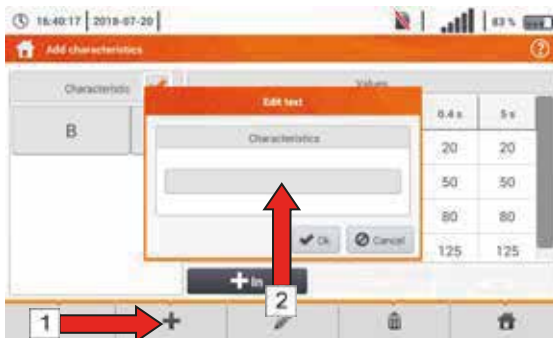 16:40:17 2018-07-20 83 %
Add characteristics
Characteristic Values
Edit text
0.4 s 5 s
Characteristics
B
20 20
50 50
80 80
Ok Cancel
125 125
2
1